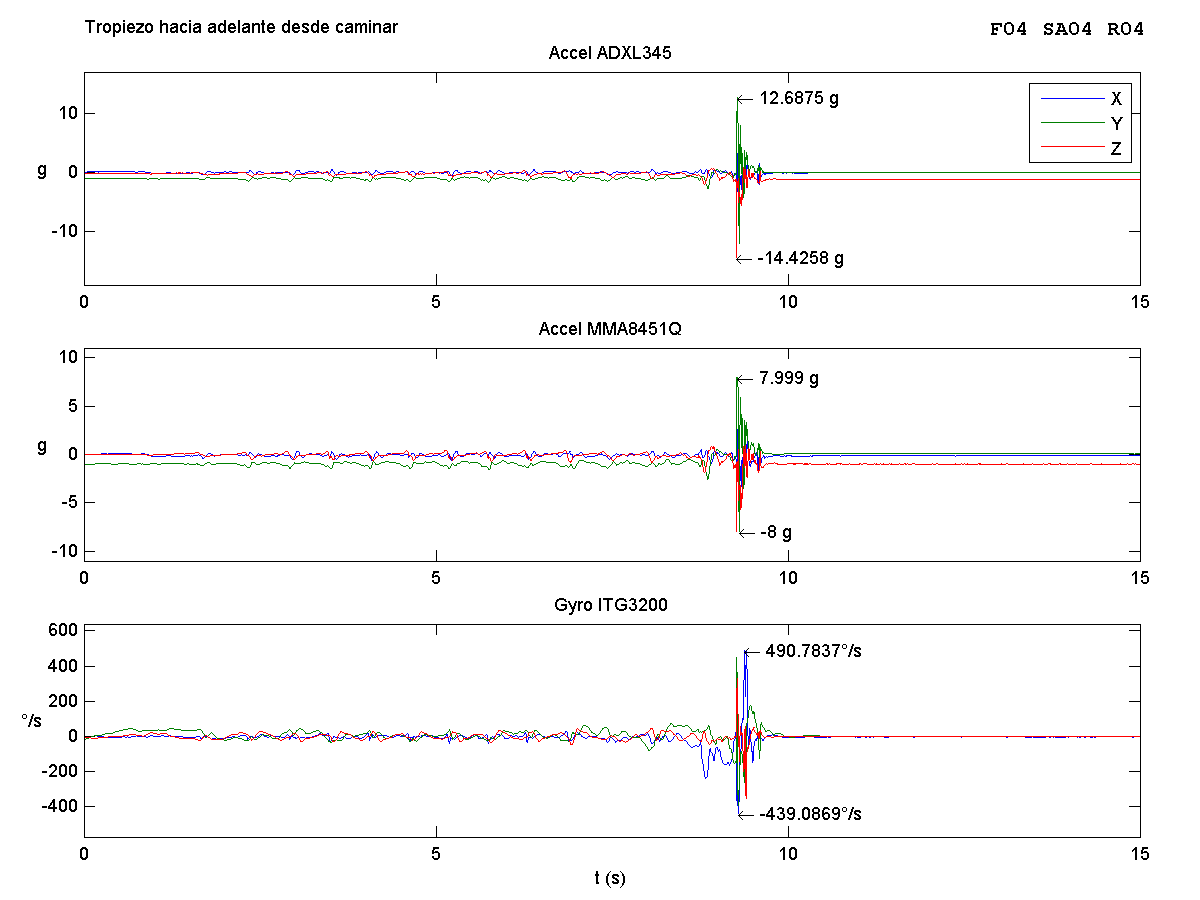 Tropiezo hacia adelante desde caminar
F04 SA04 R04
Accel ADXL345
12.6875 g
X
Y
Z
10
g
0
-10
-14.4258 g
0 5 10 15
Accel MMA8451Q
10
7.999 g
5
g
0
-5
-8 g
-10
0 5 10 15
Gyro ITG3200
600
490.7837°/s
400
200
°/s
0
-200
-400
-439.0869°/s
0 5 10 15
t (s)